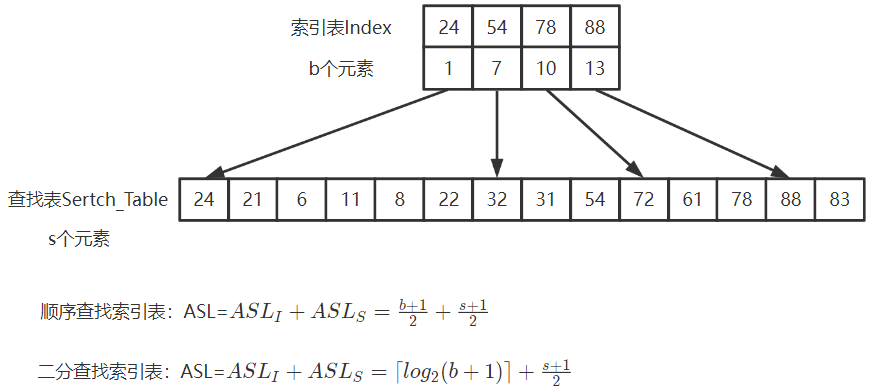 索引表Index 24 54 78 88
b个元素 1 7 10 13
查找表Sertch_Table 24 21 6 11 8 22 32 31 54 72 61 78 88 83
s个元素
顺序查找索引表：ASL=$ASL_I + ASL_S = \frac{b+1}{2} + \frac{s+1}{2}$
二分查找索引表：ASL=$ASL_I + ASL_S = \lceil log_2(b+1) \rceil + \frac{s+1}{2}$